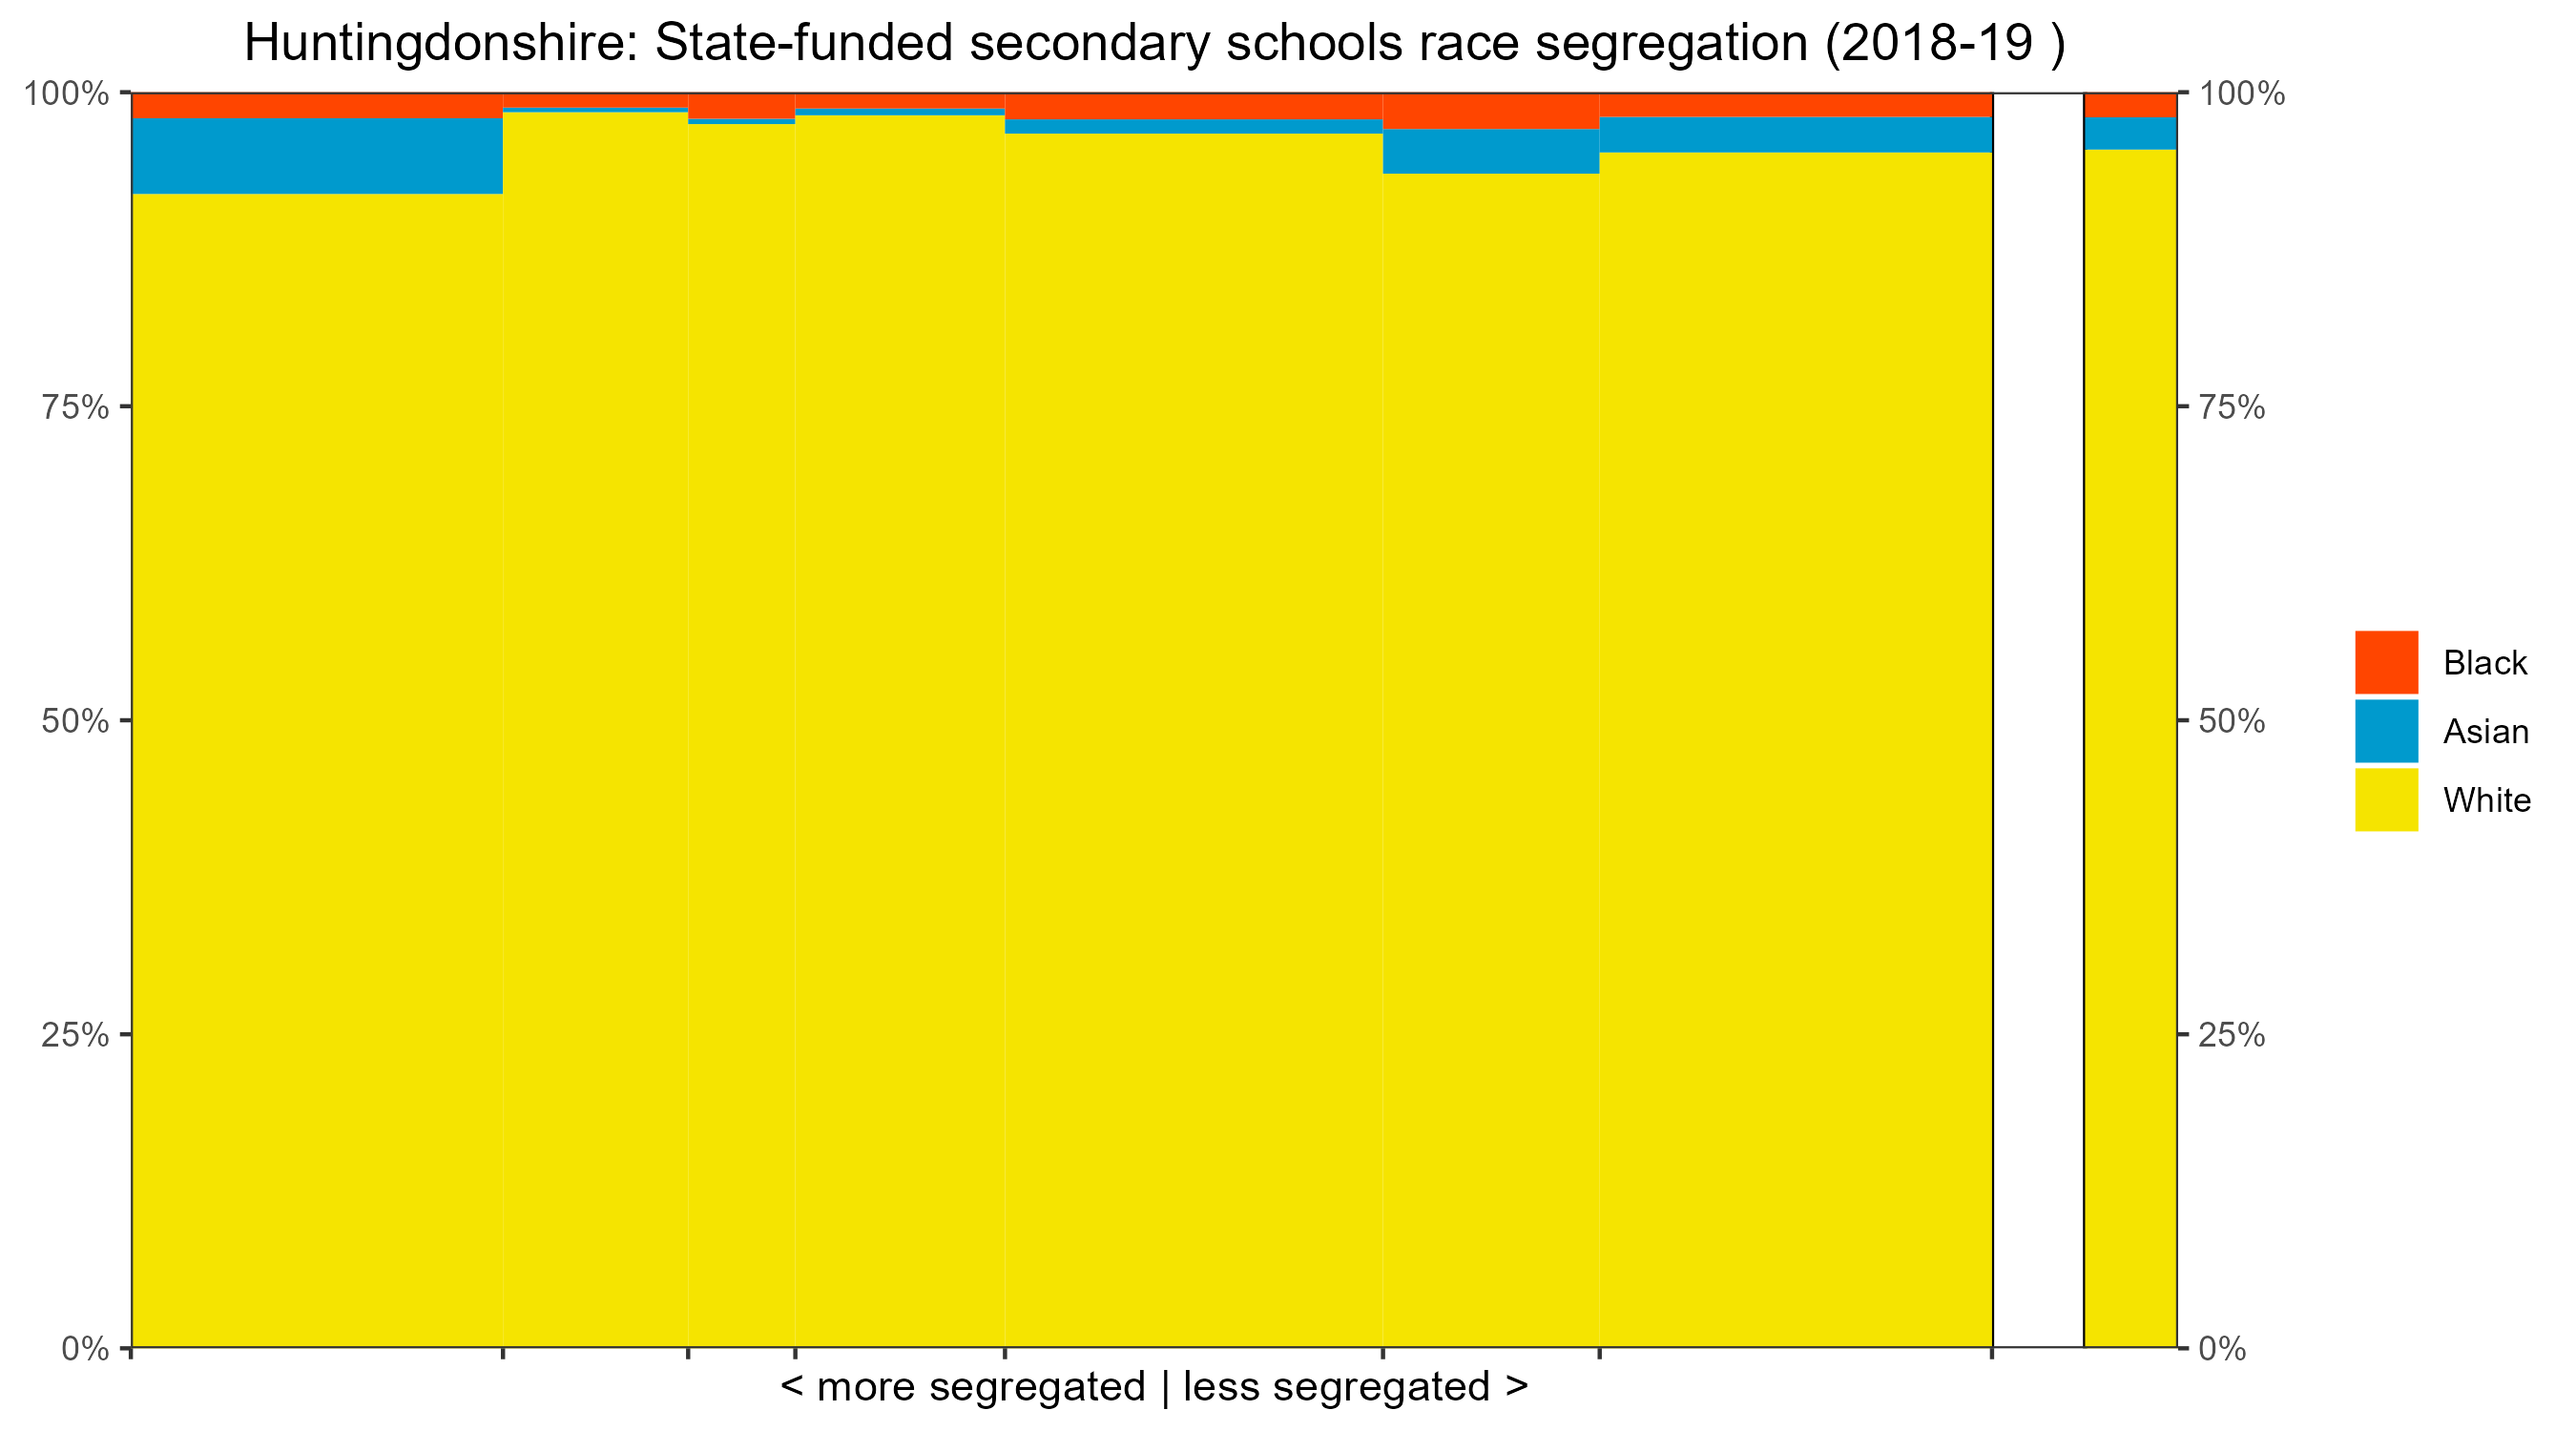 Huntingdonshire: State-funded secondary schools race segregation (2018-19 )
100%
100%
75%
75%
50%
50%
25%
25%
0%
0%
Black
Asian
White
< more segregated | less segregated >